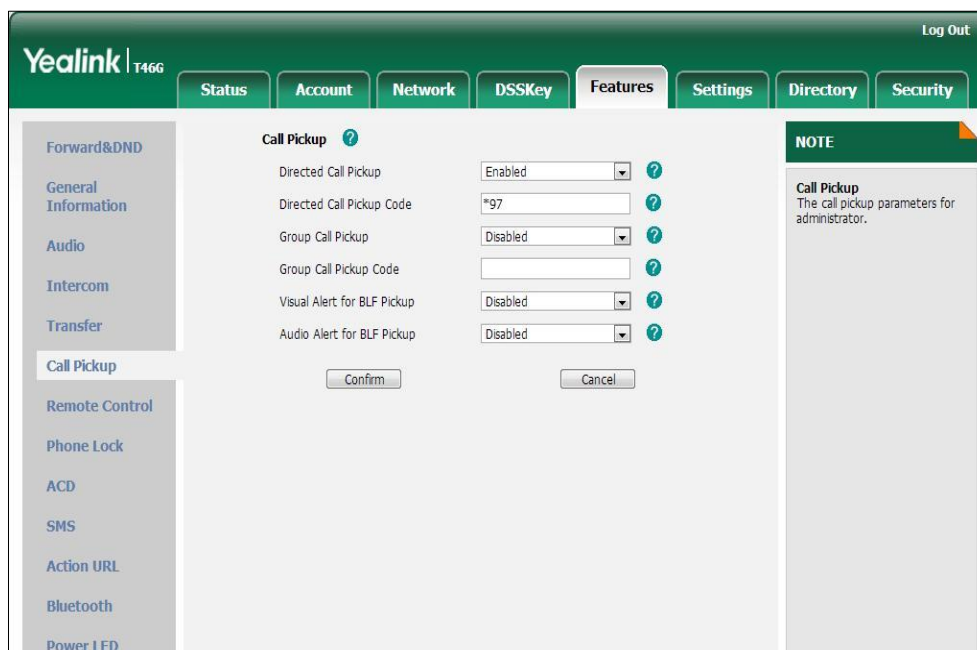 Log Out
Yealink T46G
Status Account Network DSSKey Features Settings Directory Security
Forward&DND
General
Information
Audio
Intercom
Transfer
Call Pickup
Remote Control
Phone Lock
ACD
SMS
Action URL
Bluetooth
Power LED
Call Pickup ?
Directed Call Pickup Enabled ?
Directed Call Pickup Code *97 ?
Group Call Pickup Disabled ?
Group Call Pickup Code ?
Visual Alert for BLF Pickup Disabled ?
Audio Alert for BLF Pickup Disabled ?
Confirm Cancel
NOTE
Call Pickup
The call pickup parameters for
administrator.